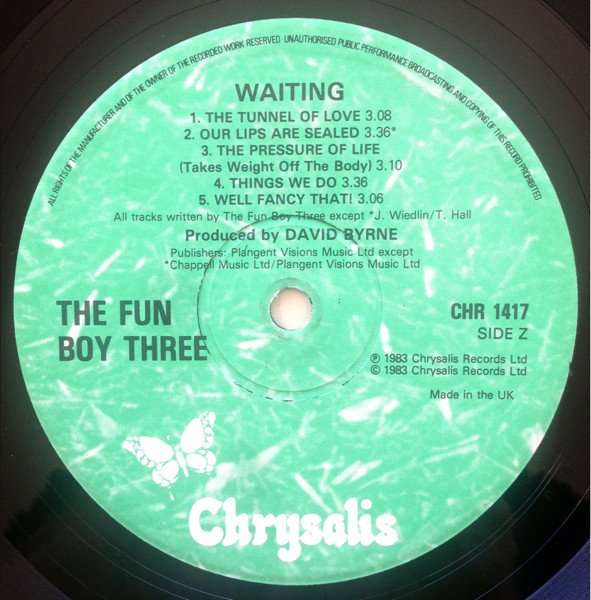 ALL RIGHTS OF THE MANUFACTURER AND OF THE OWNER OF THE RECORDED WORK RESERVED UNAUTHORISED PUBLIC PERFORMANCE BROADCASTING AND COPYING OF THIS RECORD PROHIBITED
WAITING
1. THE TUNNEL OF LOVE 3.08
2. OUR LIPS ARE SEALED 3.36*
3. THE PRESSURE OF LIFE
(Takes Weight Off The Body) 3.10
4. THINGS WE DO 3.36
5. WELL FANCY THAT! 3.06
All tracks written by The Fun Boy Three except *J. Wiedlin/T. Hall
Produced by DAVID BYRNE
Publishers: Plangent Visions Music Ltd except
*Chappell Music Ltd/Plangent Visions Music Ltd
THE FUN
BOY THREE
CHR 1417
SIDE Z
℗ 1983 Chrysalis Records Ltd
© 1983 Chrysalis Records Ltd
Made in the UK
Chrysalis